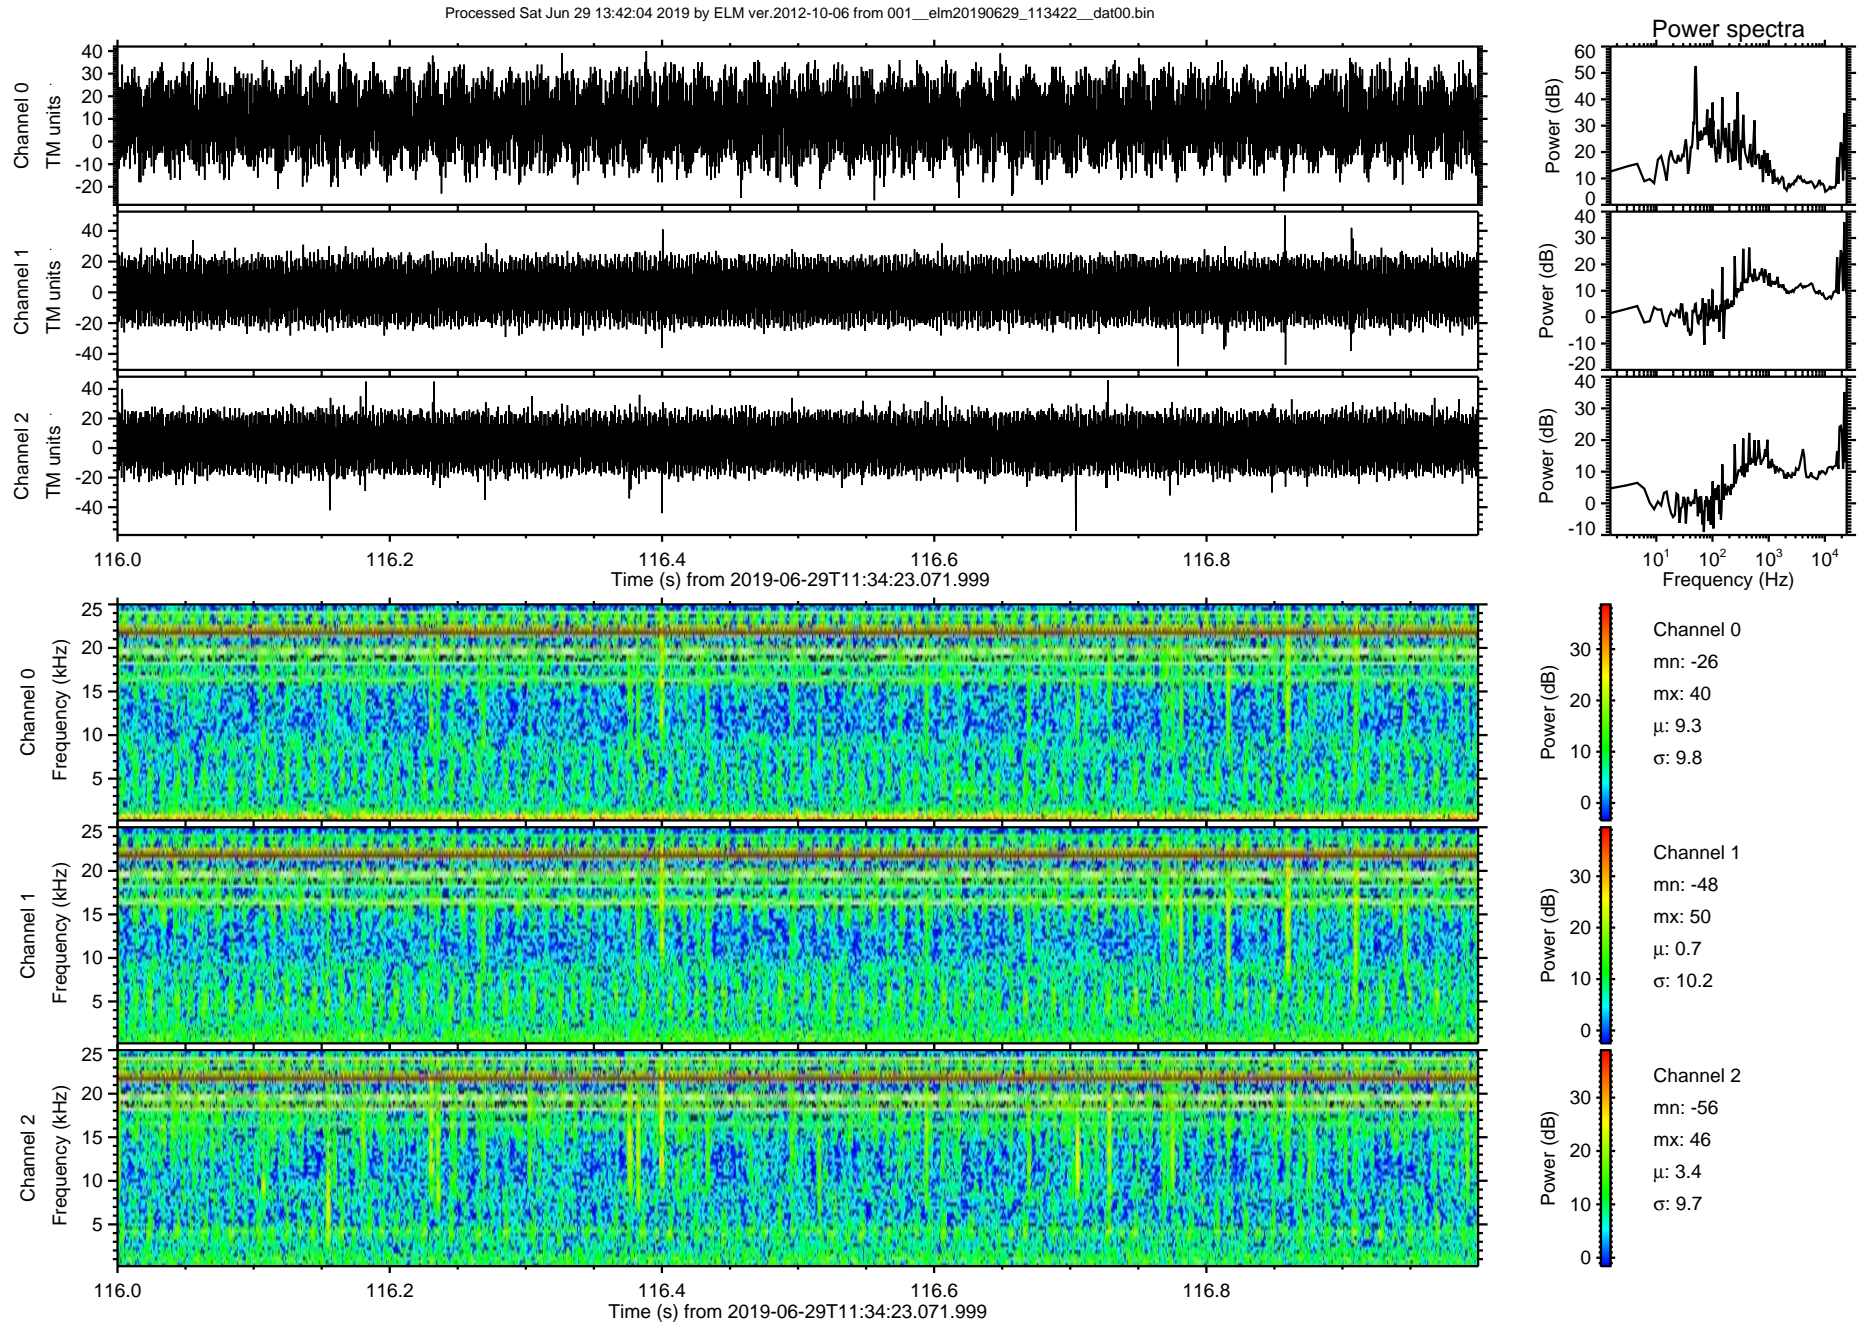 Processed Sat Jun 29 13:42:04 2019 by ELM ver.2012-10-06 from 001__elm20190629_113422__dat00.bin
Power spectra
Channel 0
TM units
40
30
20
10
0
-10
-20
Power (dB)
60
50
40
30
20
10
0
Channel 1
TM units
40
20
0
-20
-40
Power (dB)
40
30
20
10
0
-10
-20
Channel 2
TM units
40
20
0
-20
-40
Power (dB)
40
30
20
10
0
-10
116.0 116.2 116.4 116.6 116.8
Time (s) from 2019-06-29T11:34:23.071.999
10¹ 10² 10³ 10⁴
Frequency (Hz)
Channel 0
Frequency (kHz)
25
20
15
10
5
Power (dB)
30
20
10
0
Channel 0
mn: -26
mx: 40
μ: 9.3
σ: 9.8
Channel 1
Frequency (kHz)
25
20
15
10
5
Power (dB)
30
20
10
0
Channel 1
mn: -48
mx: 50
μ: 0.7
σ: 10.2
Channel 2
Frequency (kHz)
25
20
15
10
5
Power (dB)
30
20
10
0
Channel 2
mn: -56
mx: 46
μ: 3.4
σ: 9.7
116.0 116.2 116.4 116.6 116.8
Time (s) from 2019-06-29T11:34:23.071.999